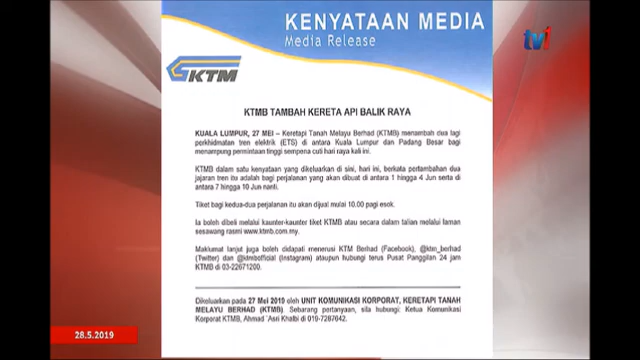 KENYATAAN MEDIA
Media Release
tv1
KTM
KTMB TAMBAH KERETA API BALIK RAYA
KUALA LUMPUR, 27 MEI – Keretapi Tanah Melayu Berhad (KTMB) menambah dua lagi
perkhidmatan tren elektrik (ETS) di antara Kuala Lumpur dan Padang Besar bagi
menampung permintaan tinggi sempena cuti hari raya kali ini.
KTMB dalam satu kenyataan yang dikeluarkan di sini, hari ini, berkata pertambahan dua
jajaran tren itu adalah bagi perjalanan yang akan dibuat di antara 1 hingga 4 Jun serta di
antara 7 hingga 10 Jun nanti.
Tiket bagi kedua-dua perjalanan itu akan dijual mulai 10.00 pagi esok.
Ia boleh dibeli melalui kaunter-kaunter tiket KTMB atau secara dalam talian melalui laman
sesawang rasmi www.ktmb.com.my.
Maklumat lanjut juga boleh didapati menerusi KTM Berhad (Facebook), @ktm_berhad
(Twitter) dan @ktmbofficial (Instagram) ataupun hubungi terus Pusat Panggilan 24 jam
KTMB di 03-22671200.
Dikeluarkan pada 27 Mei 2019 oleh UNIT KOMUNIKASI KORPORAT, KERETAPI TANAH
MELAYU BERHAD (KTMB) Sebarang pertanyaan, sila hubungi: Ketua Komunikasi
Korporat KTMB, Ahmad `Asri Khalbi di 019-7287642.
28.5.2019